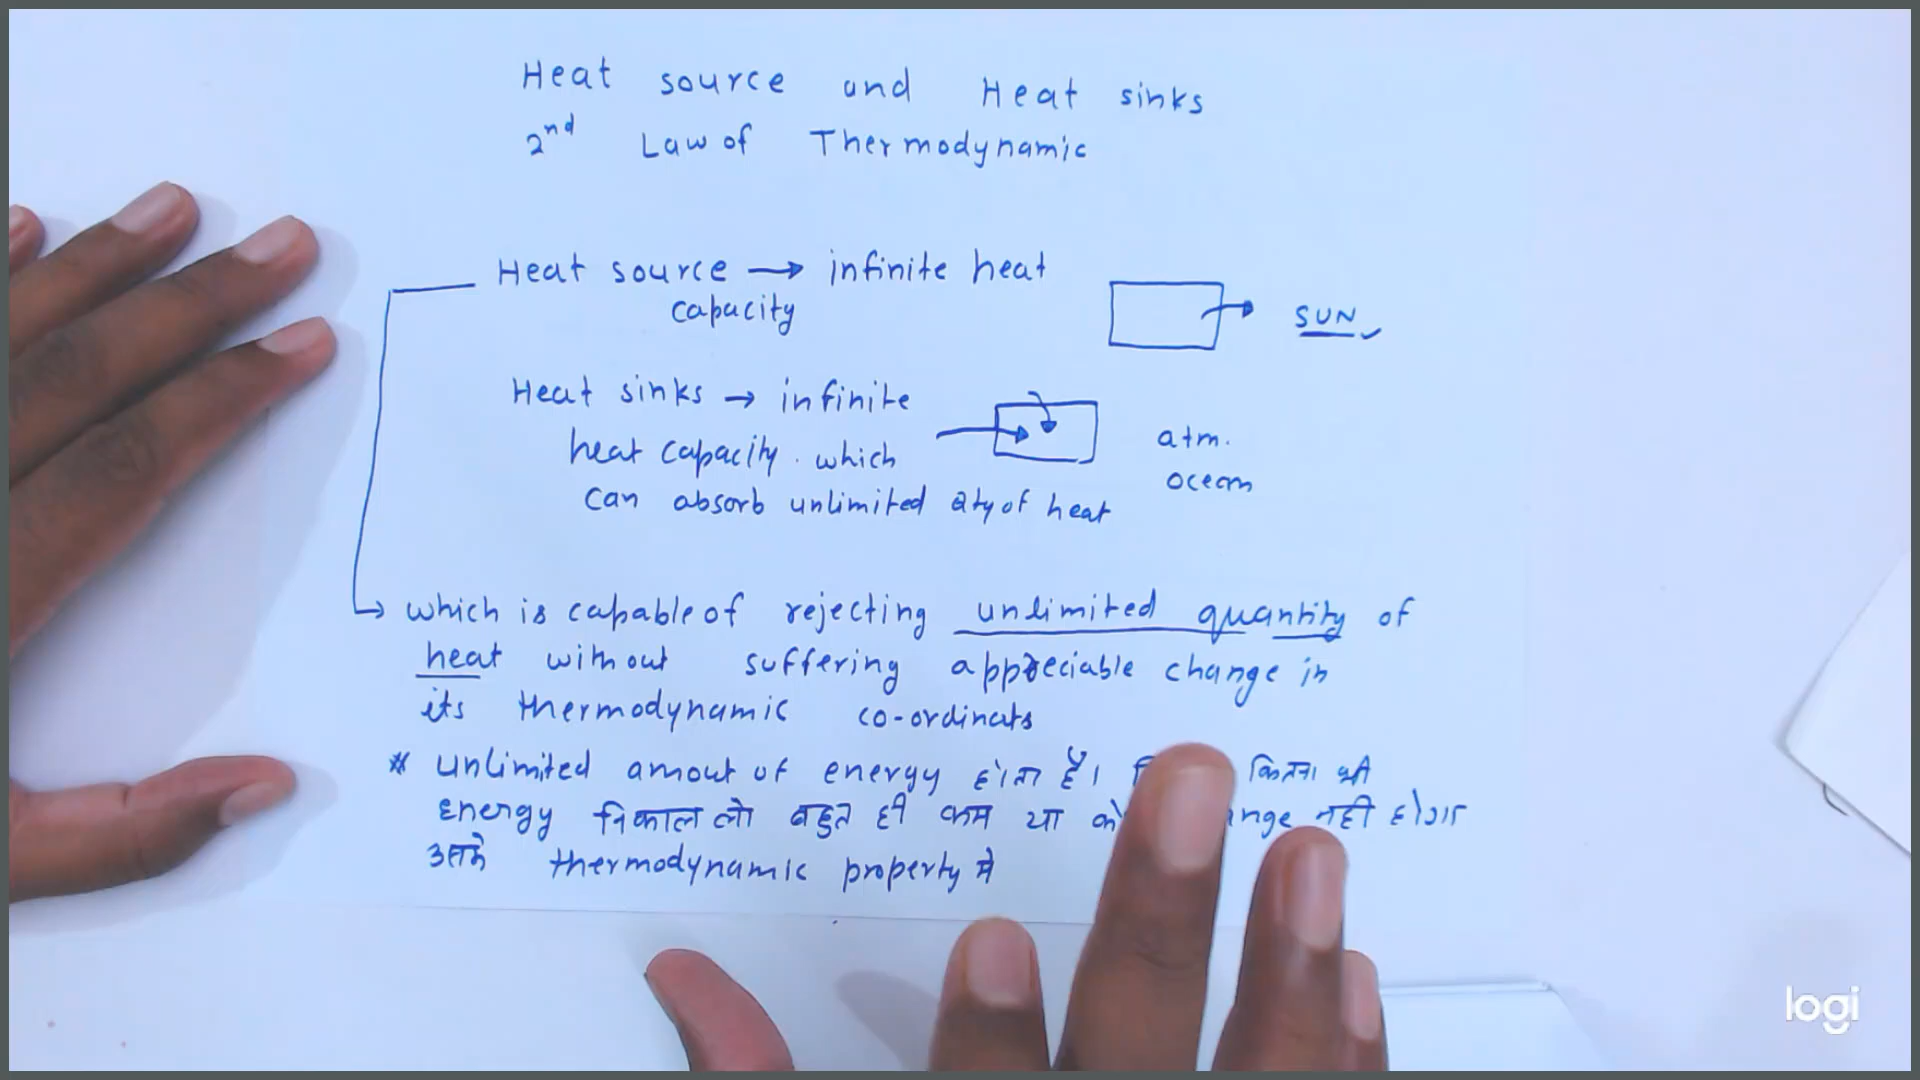 Heat source and Heat sinks
2nd Law of Thermodynamic
Heat source → infinite heat
capacity
SUN
Heat sinks → infinite
heat capacity. which
can absorb unlimited qty of heat
atm.
ocean
which is capable of rejecting unlimited quantity of
heat without suffering appreciable change in
its thermodynamic co-ordinats
* unlimited amout of energy होता है। कितना भी
energy निकाल लो बहुत ही कम या नही होगा
उसके thermodynamic property मे
logi